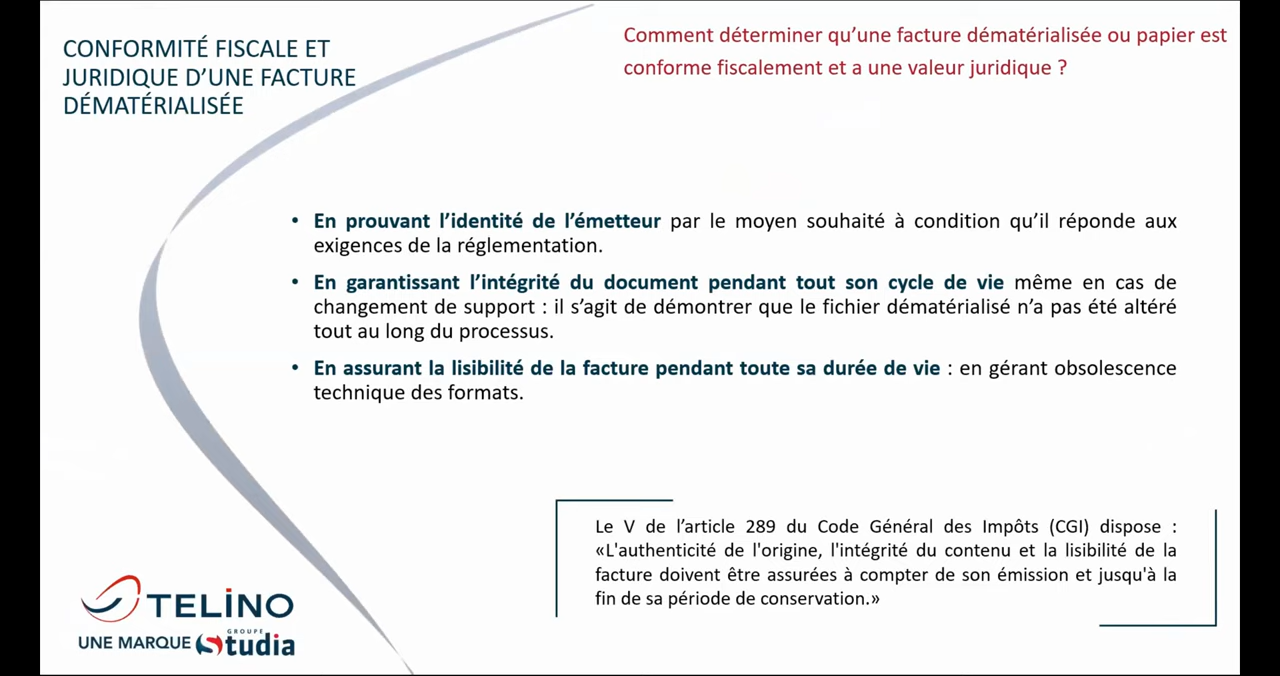 CONFORMITÉ FISCALE ET
JURIDIQUE D’UNE FACTURE
DÉMATÉRIALISÉE
Comment déterminer qu’une facture dématérialisée ou papier est
conforme fiscalement et a une valeur juridique ?
• En prouvant l’identité de l’émetteur par le moyen souhaité à condition qu’il réponde aux
exigences de la réglementation.
• En garantissant l’intégrité du document pendant tout son cycle de vie même en cas de
changement de support : il s’agit de démontrer que le fichier dématérialisé n’a pas été altéré
tout au long du processus.
• En assurant la lisibilité de la facture pendant toute sa durée de vie : en gérant obsolescence
technique des formats.
Le V de l’article 289 du Code Général des Impôts (CGI) dispose :
«L'authenticité de l'origine, l'intégrité du contenu et la lisibilité de la
facture doivent être assurées à compter de son émission et jusqu'à la
fin de sa période de conservation.»
TELiNO
GROUPE
UNE MARQUE Studia